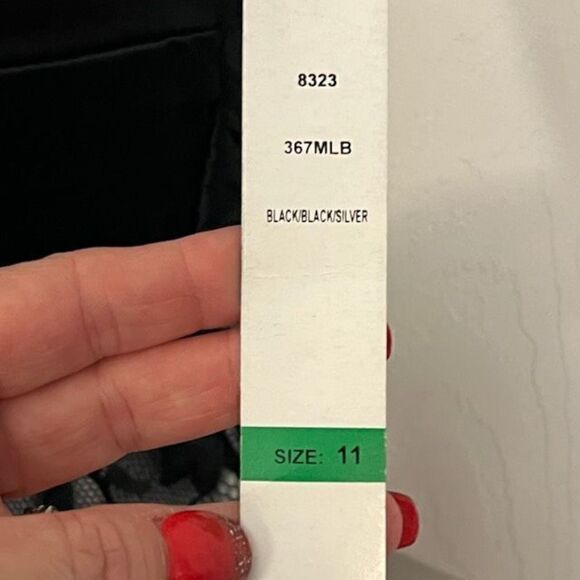 8323
367MLB
BLACK/BLACK/SILVER
SIZE: 11